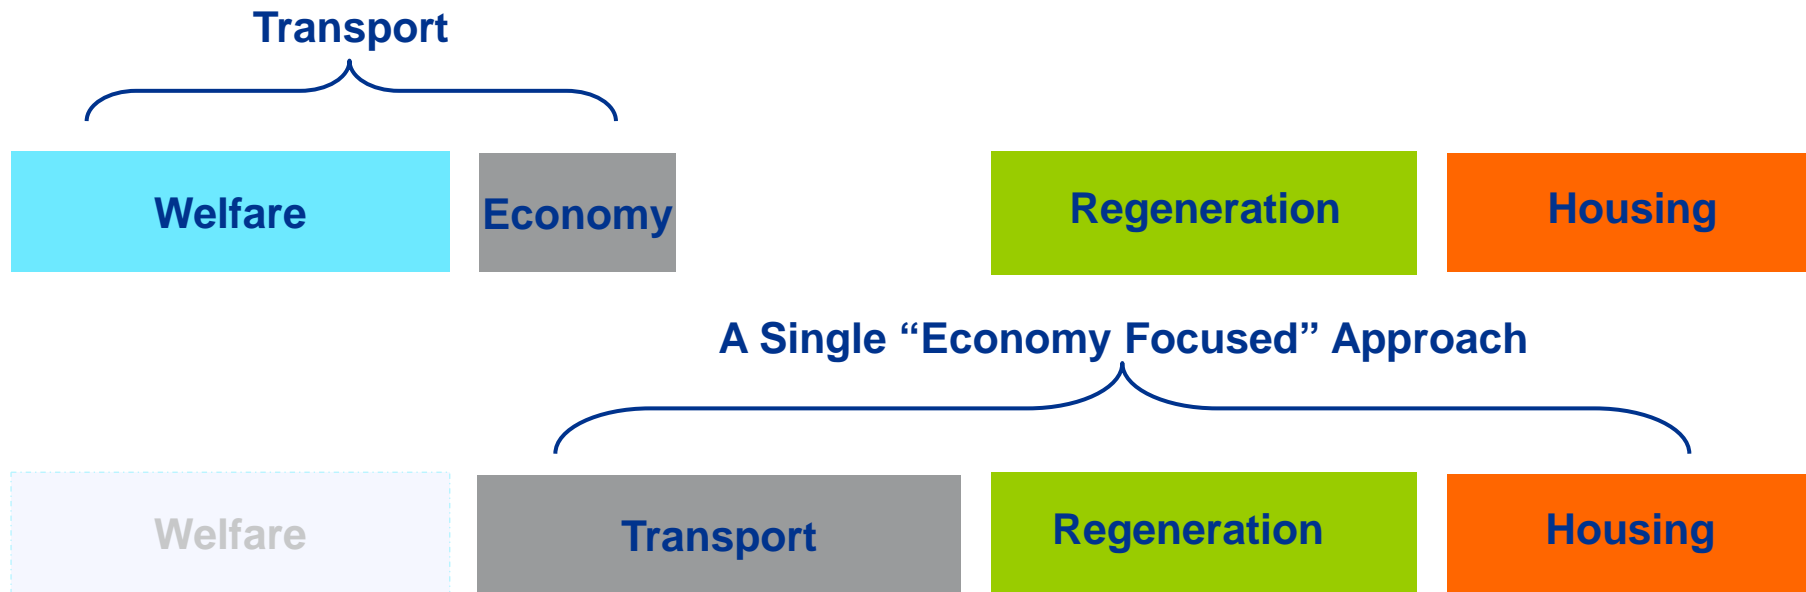 Transport
Welfare
Economy
Regeneration
Housing
A Single “Economy Focused” Approach
Welfare
Transport
Regeneration
Housing